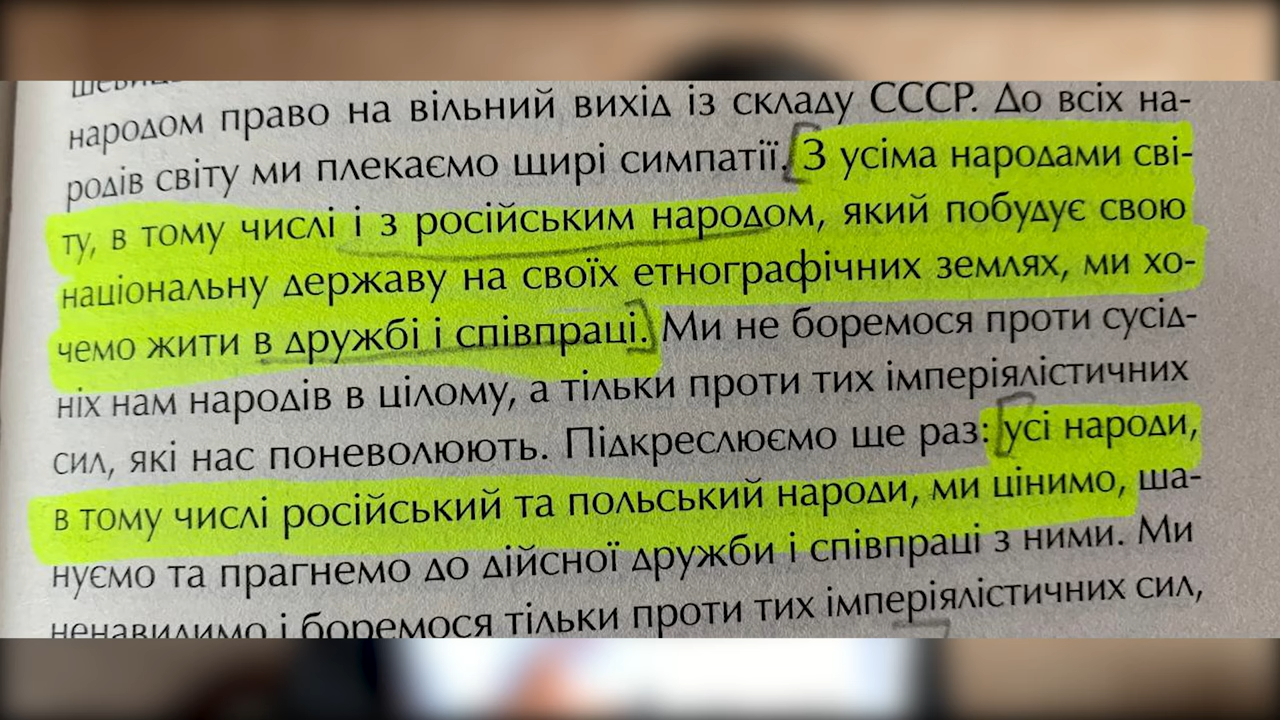 народом право на вільний вихід із складу СССР. До всіх на-
родів світу ми плекаємо щирі симпатії. З усіма народами сві-
ту, в тому числі і з російським народом, який побудує свою
національну державу на своїх етнографічних землях, ми хо-
чемо жити в дружбі і співпраці. Ми не боремося проти сусід-
ніх нам народів в цілому, а тільки проти тих імперіялістичних
сил, які нас поневолюють. Підкреслюємо ще раз: усі народи,
в тому числі російський та польський народи, ми цінимо, ша-
нуємо та прагнемо до дійсної дружби і співпраці з ними. Ми
ненавидимо і боремося тільки проти тих імперіялістичних сил,